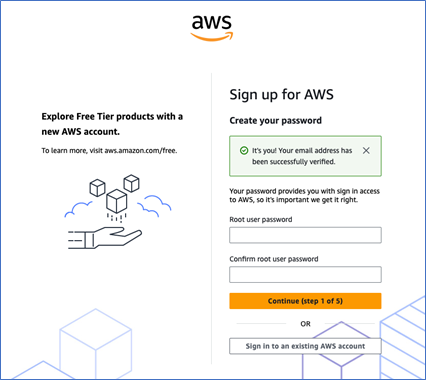 aws
Explore Free Tier products with a
new AWS account.
To learn more, visit aws.amazon.com/free.
Sign up for AWS
Create your password
It's you! Your email address has
been successfully verified.
Your password provides you with sign in access
to AWS, so it's important we get it right.
Root user password
Confirm root user password
Continue (step 1 of 5)
OR
Sign in to an existing AWS account